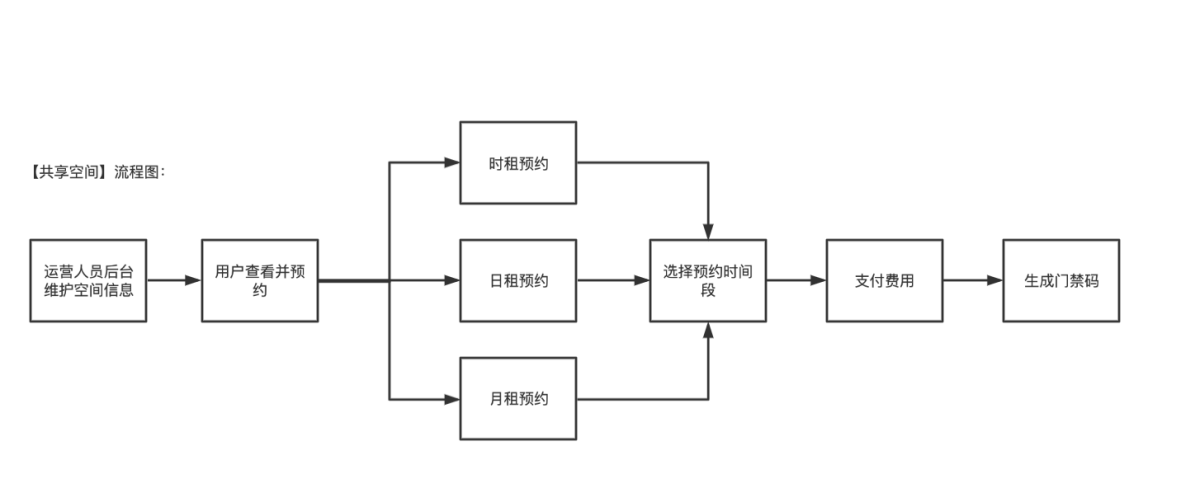 【共享空间】流程图：
运营人员后台
维护空间信息
用户查看并预
约
时租预约
日租预约
月租预约
选择预约时间
段
支付费用
生成门禁码